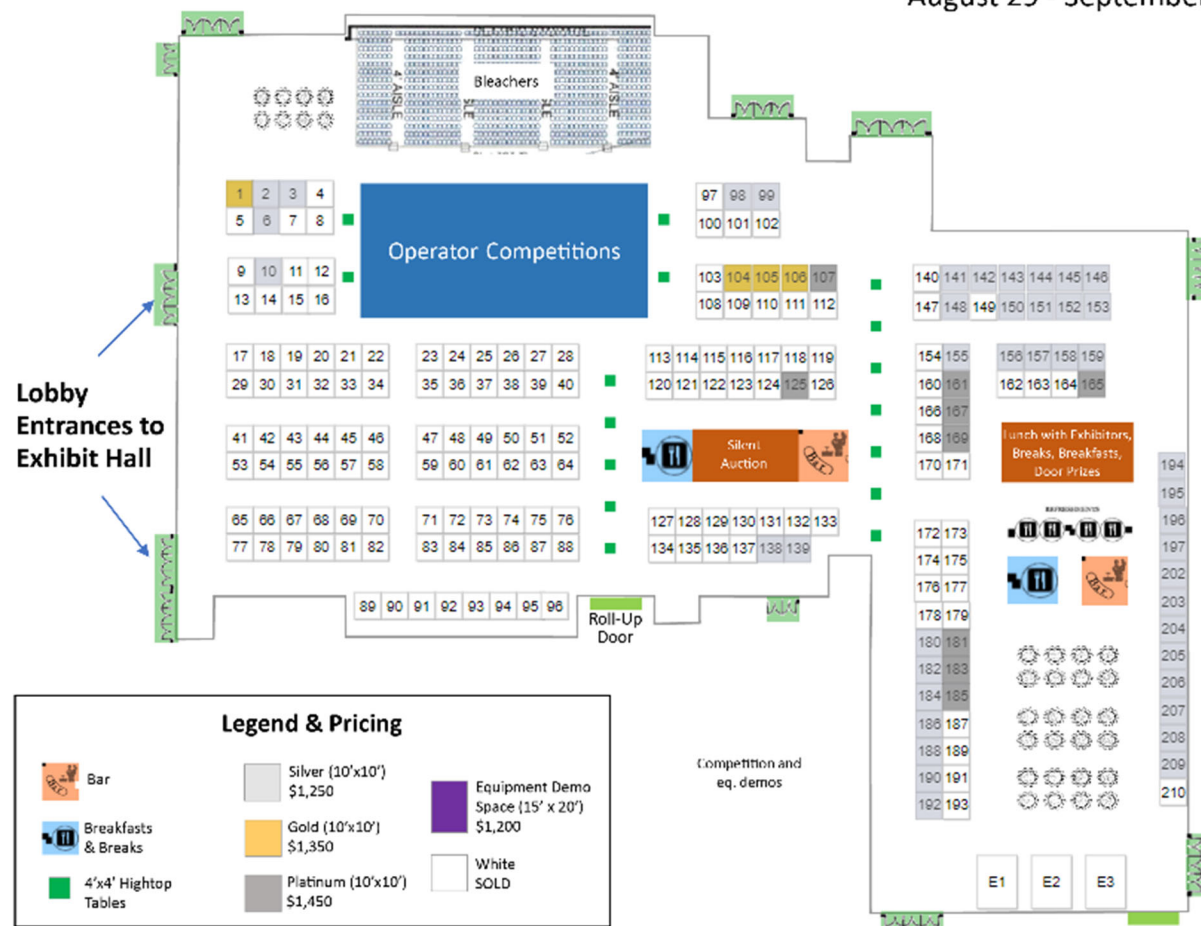 August 29 - September
Bleachers
4' AISLE
SLE
SLE
4' AISLE
1 2 3 4
5 6 7 8
Operator Competitions
97 98 99
100 101 102
9 10 11 12
13 14 15 16
103 104 105 106 107
108 109 110 111 112
140 141 142 143 144 145 146
147 148 149 150 151 152 153
17 18 19 20 21 22
29 30 31 32 33 34
23 24 25 26 27 28
35 36 37 38 39 40
113 114 115 116 117 118 119
120 121 122 123 124 125 126
154 155
160 161
166 167
168 169
170 171
156 157 158 159
162 163 164 165
Lobby
Entrances to
Exhibit Hall
41 42 43 44 45 46
53 54 55 56 57 58
47 48 49 50 51 52
59 60 61 62 63 64
Silent
Auction
Bar
Lunch with Exhibitors,
Breaks, Breakfasts,
Door Prizes
194
195
196
197
202
203
204
205
206
207
208
209
210
65 66 67 68 69 70
77 78 79 80 81 82
71 72 73 74 75 76
83 84 85 86 87 88
127 128 129 130 131 132 133
134 135 136 137 138 139
REFRESHMENTS
Bar
172 173
174 175
176 177
178 179
180 181
182 183
184 185
186 187
188 189
190 191
192 193
89 90 91 92 93 94 95 96
Roll-Up
Door
Legend & Pricing
Bar
Bar
Breakfasts
& Breaks
4'x4' Hightop
Tables
Silver (10'x10')
$1,250
Gold (10'x10')
$1,350
Platinum (10'x10')
$1,450
Equipment Demo
Space (15' x 20')
$1,200
White
SOLD
Competition and
eq. demos
E1 E2 E3